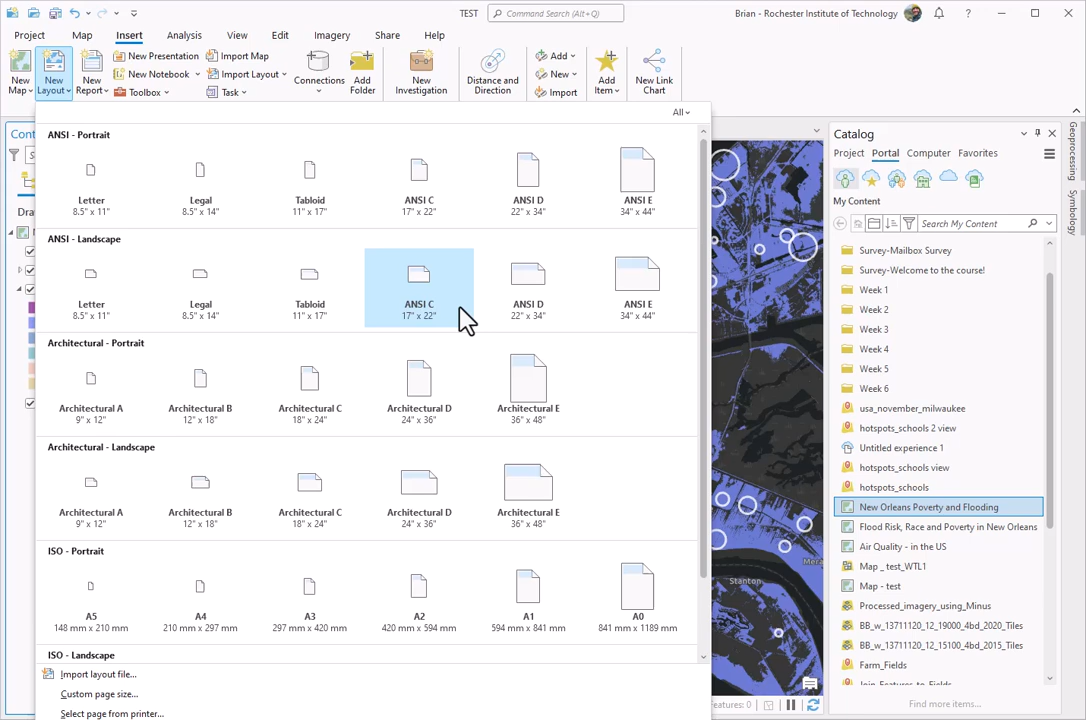 TEST
Command Search (Alt+Q)
Brian - Rochester Institute of Technology
?
Project
Map
Insert
Analysis
View
Edit
Imagery
Share
Help
New Map
New Layout
New Report
New Presentation
New Notebook
Toolbox
Import Map
Import Layout
Task
Connections
Add Folder
New Investigation
Distance and Direction
Add
New
Import
Add Item
New Link Chart
All
Cont
S
Dra
ANSI - Portrait
Letter
8.5" x 11"
Legal
8.5" x 14"
Tabloid
11" x 17"
ANSI C
17" x 22"
ANSI D
22" x 34"
ANSI E
34" x 44"
ANSI - Landscape
Letter
8.5" x 11"
Legal
8.5" x 14"
Tabloid
11" x 17"
ANSI C
17" x 22"
ANSI D
22" x 34"
ANSI E
34" x 44"
Architectural - Portrait
Architectural A
9" x 12"
Architectural B
12" x 18"
Architectural C
18" x 24"
Architectural D
24" x 36"
Architectural E
36" x 48"
Architectural - Landscape
Architectural A
9" x 12"
Architectural B
12" x 18"
Architectural C
18" x 24"
Architectural D
24" x 36"
Architectural E
36" x 48"
ISO - Portrait
A5
148 mm x 210 mm
A4
210 mm x 297 mm
A3
297 mm x 420 mm
A2
420 mm x 594 mm
A1
594 mm x 841 mm
A0
841 mm x 1189 mm
ISO - Landscape
Import layout file...
Custom page size...
Select page from printer...
Stanton
Mera
Features: 0
Catalog
Project
Portal
Computer
Favorites
My Content
Search My Content
Survey-Mailbox Survey
Survey-Welcome to the course!
Week 1
Week 2
Week 3
Week 4
Week 5
Week 6
usa_november_milwaukee
hotspots_schools 2 view
Untitled experience 1
hotspots_schools view
hotspots_schools
New Orleans Poverty and Flooding
Flood Risk, Race and Poverty in New Orleans
Air Quality - in the US
Map _ test_WTL1
Map - test
Processed_imagery_using_Minus
BB_w_13711120_12_19000_4bd_2020_Tiles
BB_w_13711120_12_15100_4bd_2015_Tiles
Farm_Fields
Join_Features_to_Fields
Find more items...
Geoprocessing
Symbology